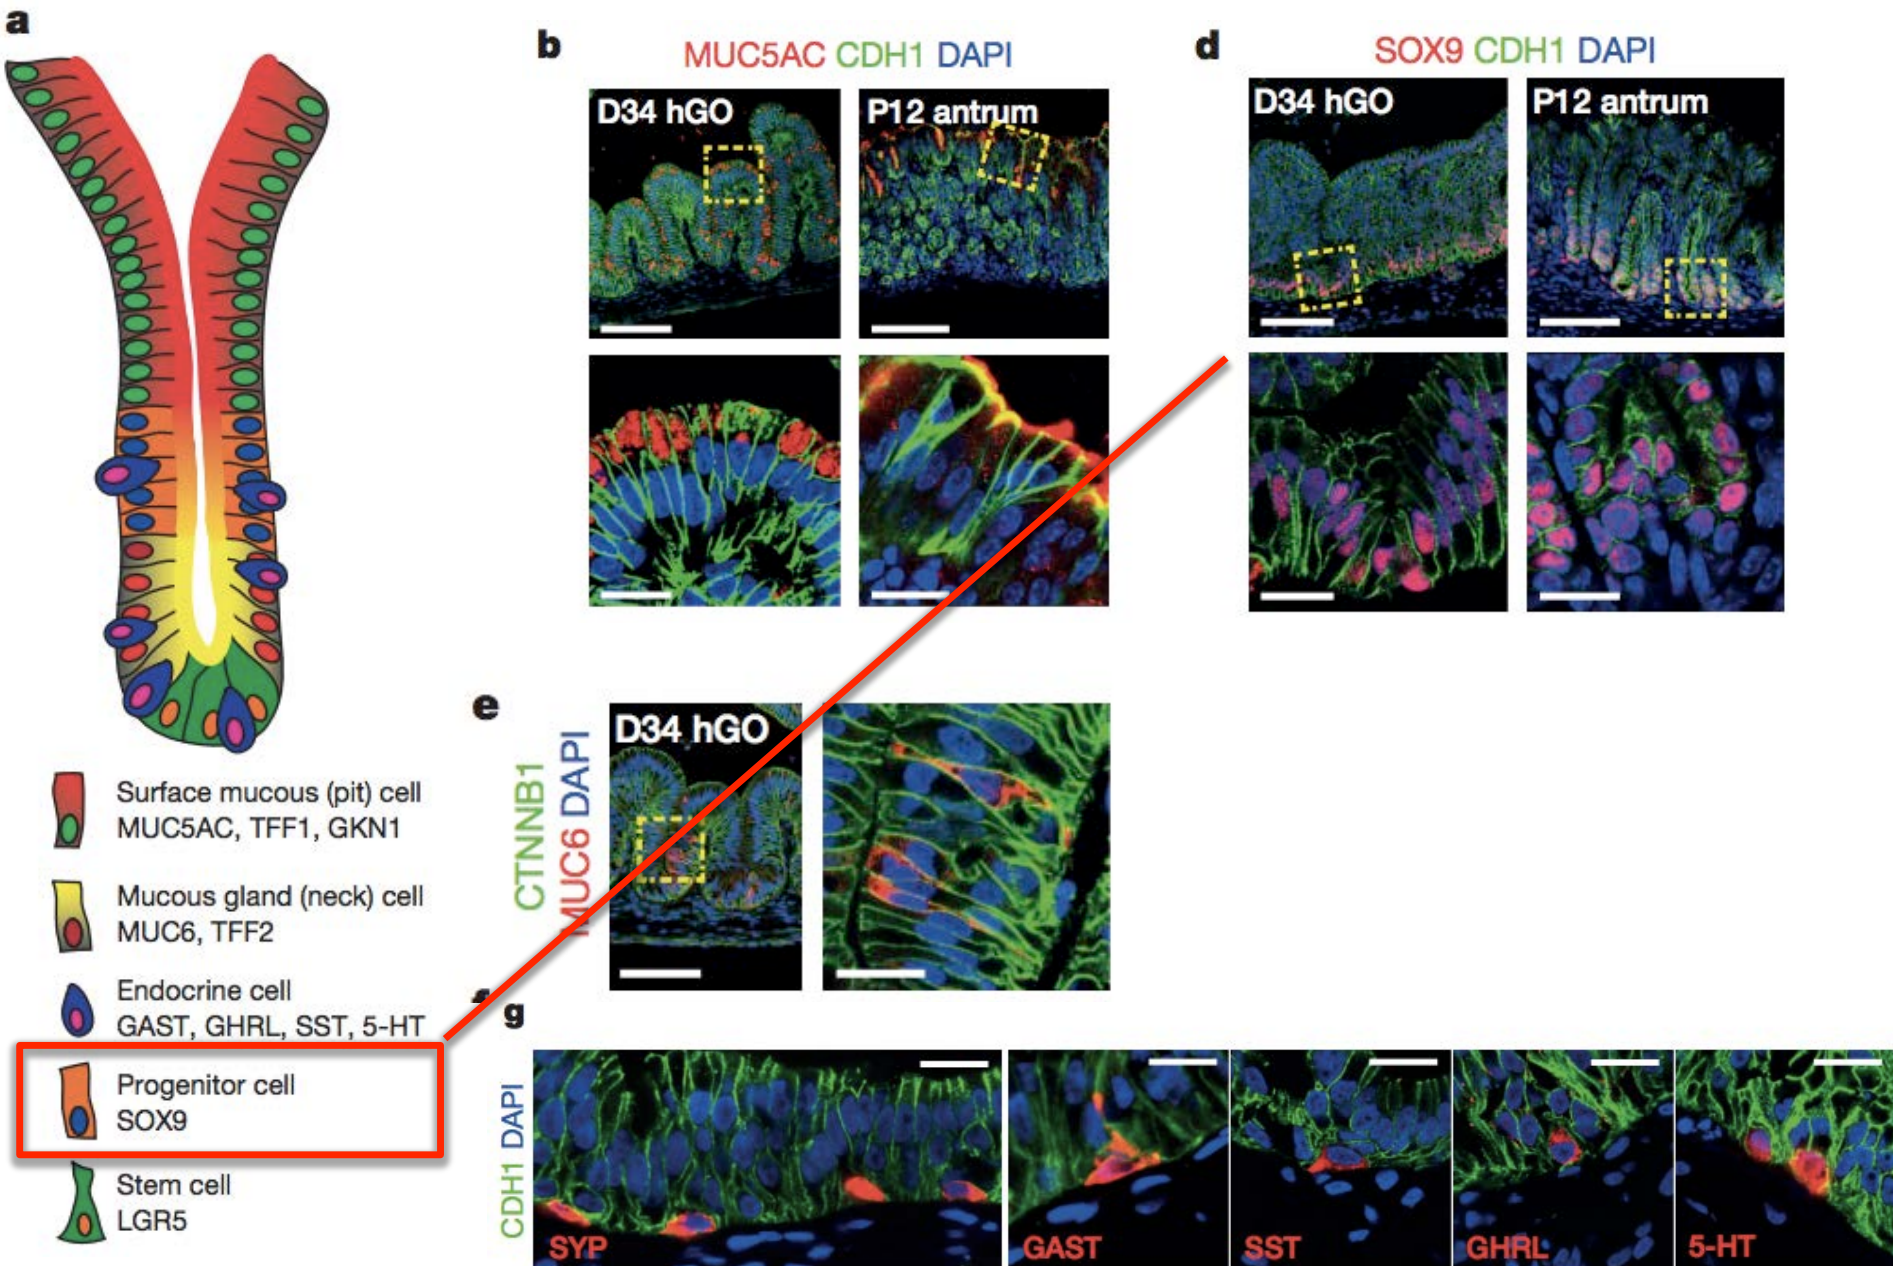 a
Surface mucous (pit) cell
MUC5AC, TFF1, GKN1
Mucous gland (neck) cell
MUC6, TFF2
Endocrine cell
GAST, GHRL, SST, 5-HT
Progenitor cell
SOX9
Stem cell
LGR5
b
MUC5AC CDH1 DAPI
D34 hGO
P12 antrum
d
SOX9 CDH1 DAPI
D34 hGO
P12 antrum
e
CTNNB1
MUC6 DAPI
D34 hGO
g
CDH1 DAPI
SYP
GAST
SST
GHRL
5-HT